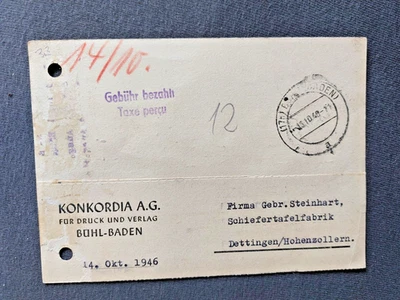 14/10.
Gebühr bezahlt
Taxe perçu
12
KONKORDIA A.G.
FÜR DRUCK UND VERLAG
BÜHL-BADEN
14. Okt. 1946
Firma Gebr. Steinhart,
Schiefertafelfabrik
Dettingen/Hohenzollern.